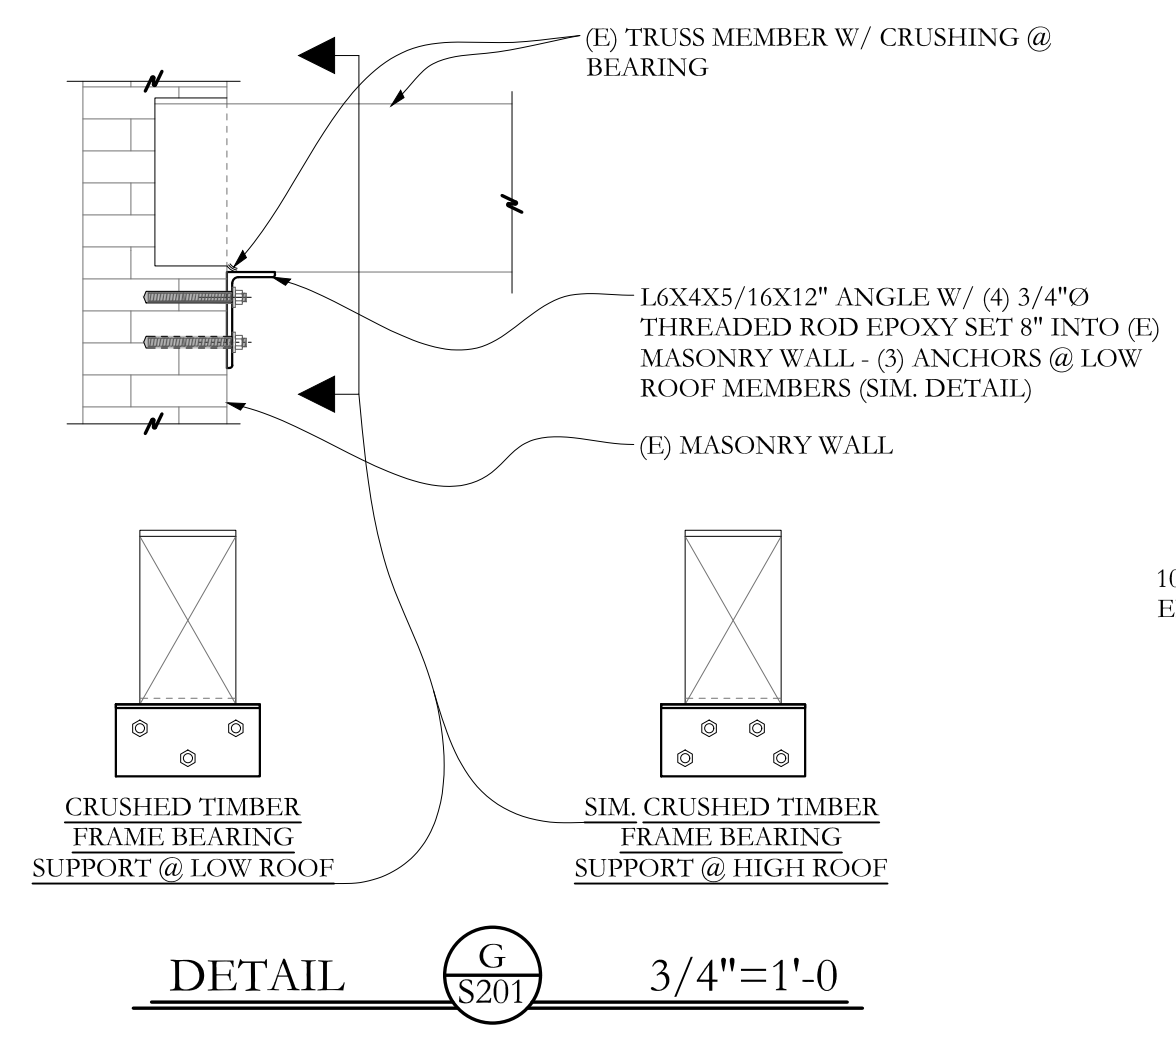 (E) TRUSS MEMBER W/ CRUSHING @
BEARING
L6X4X5/16X12" ANGLE W/ (4) 3/4"Ø
THREADED ROD EPOXY SET 8" INTO (E)
MASONRY WALL - (3) ANCHORS @ LOW
ROOF MEMBERS (SIM. DETAIL)
(E) MASONRY WALL
10
E
CRUSHED TIMBER
FRAME BEARING
SUPPORT @ LOW ROOF
SIM. CRUSHED TIMBER
FRAME BEARING
SUPPORT @ HIGH ROOF
DETAIL
G
S201
3/4"=1'-0